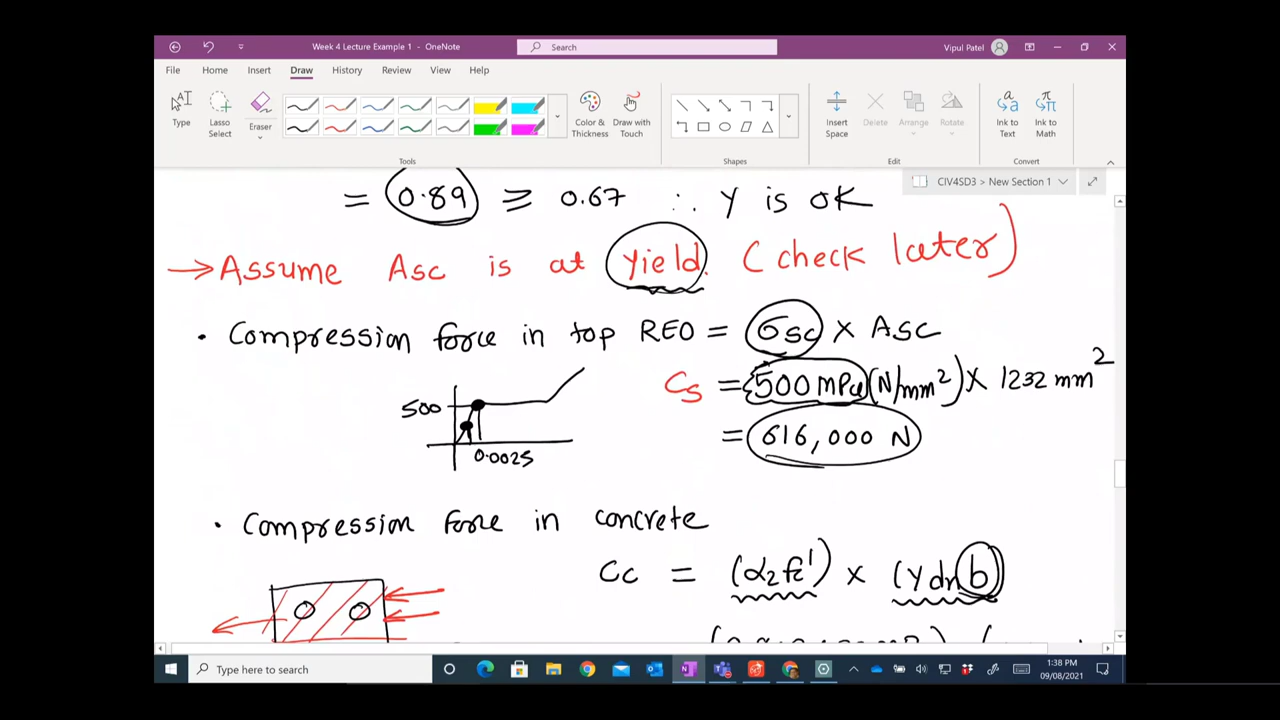 Week 4 Lecture Example 1 - OneNote
Search
Vipul Patel
File Home Insert Draw History Review View Help
Type
Lasso Select
Eraser
Color & Thickness
Draw with Touch
Insert Space
Delete
Arrange
Rotate
Ink to Text
Ink to Math
Tools
Shapes
Edit
Convert
CIV4SD3 > New Section 1
= 0.89 ≥ 0.67 ∴ γ is OK
→ Assume Asc is at yield. (check later)
• Compression force in top REO = σsc × Asc
Cs = 500 MPa (N/mm²) × 1232 mm²
= 616,000 N
500
0.0025
• Compression force in concrete
Cc = (α2fc') × (γdnb)
Type here to search
1:38 PM
09/08/2021